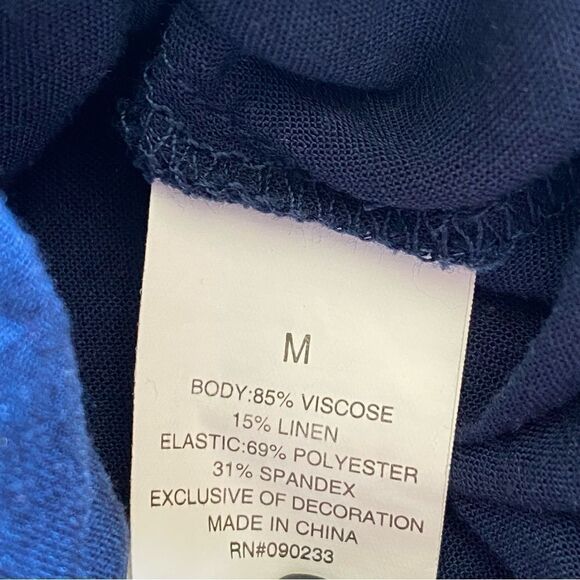 M
BODY:85% VISCOSE
15% LINEN
ELASTIC:69% POLYESTER
31% SPANDEX
EXCLUSIVE OF DECORATION
MADE IN CHINA
RN#090233